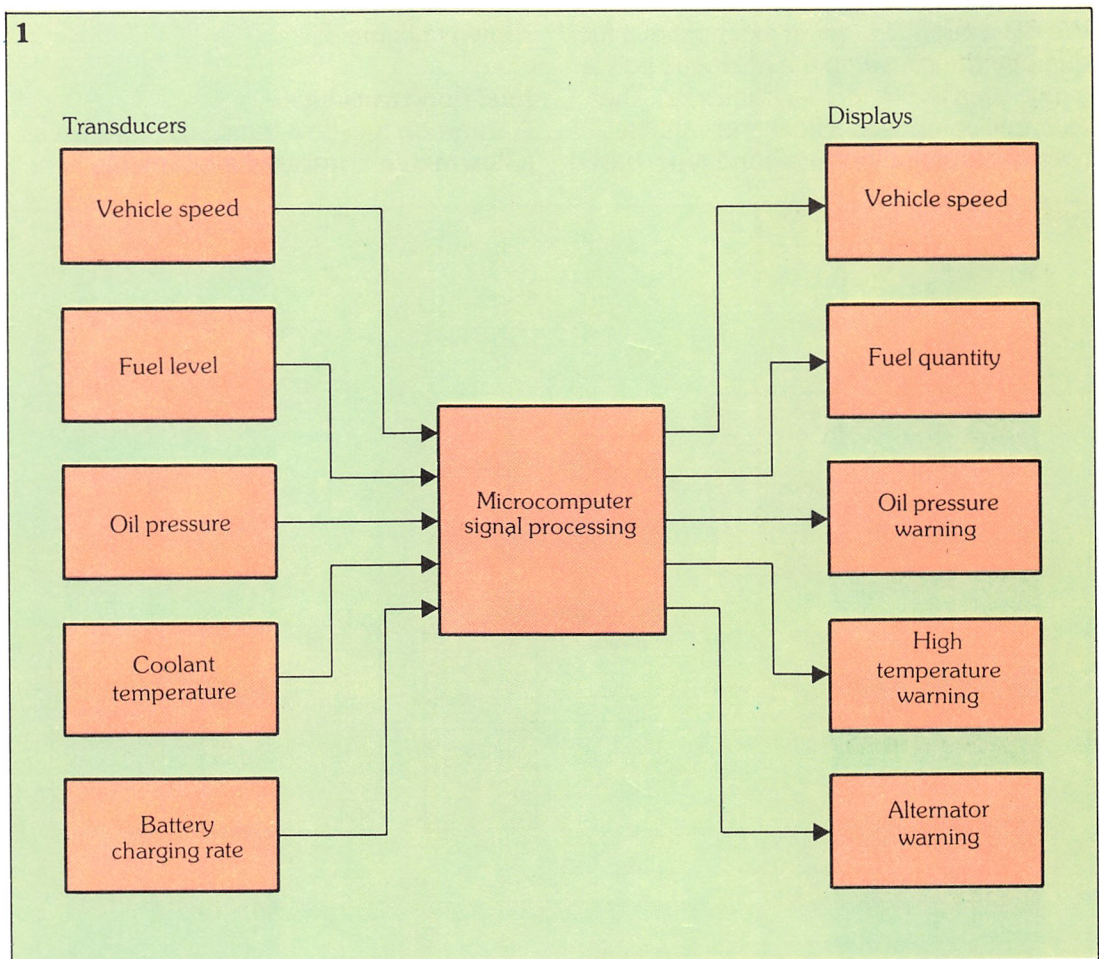 1
Transducers
Vehicle speed
Fuel level
Oil pressure
Coolant
temperature
Battery
charging rate
Microcomputer
signal processing
Displays
Vehicle speed
Fuel quantity
Oil pressure
warning
High
temperature
warning
Alternator
warning